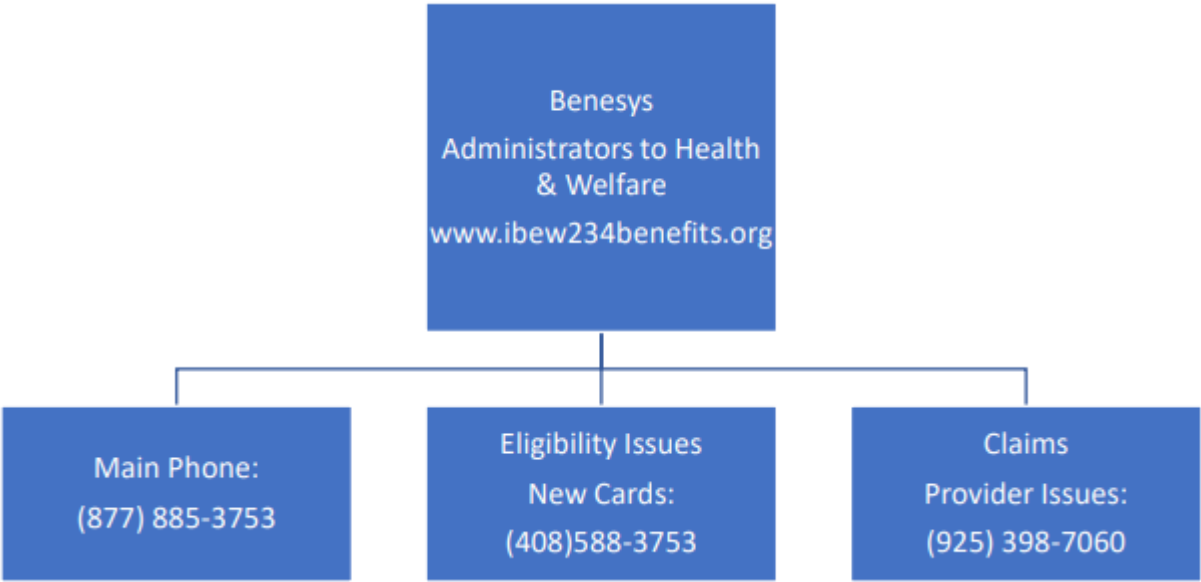 Benesys
Administrators to Health
& Welfare
www.ibew234benefits.org
Main Phone:
(877) 885-3753
Eligibility Issues
New Cards:
(408)588-3753
Claims
Provider Issues:
(925) 398-7060